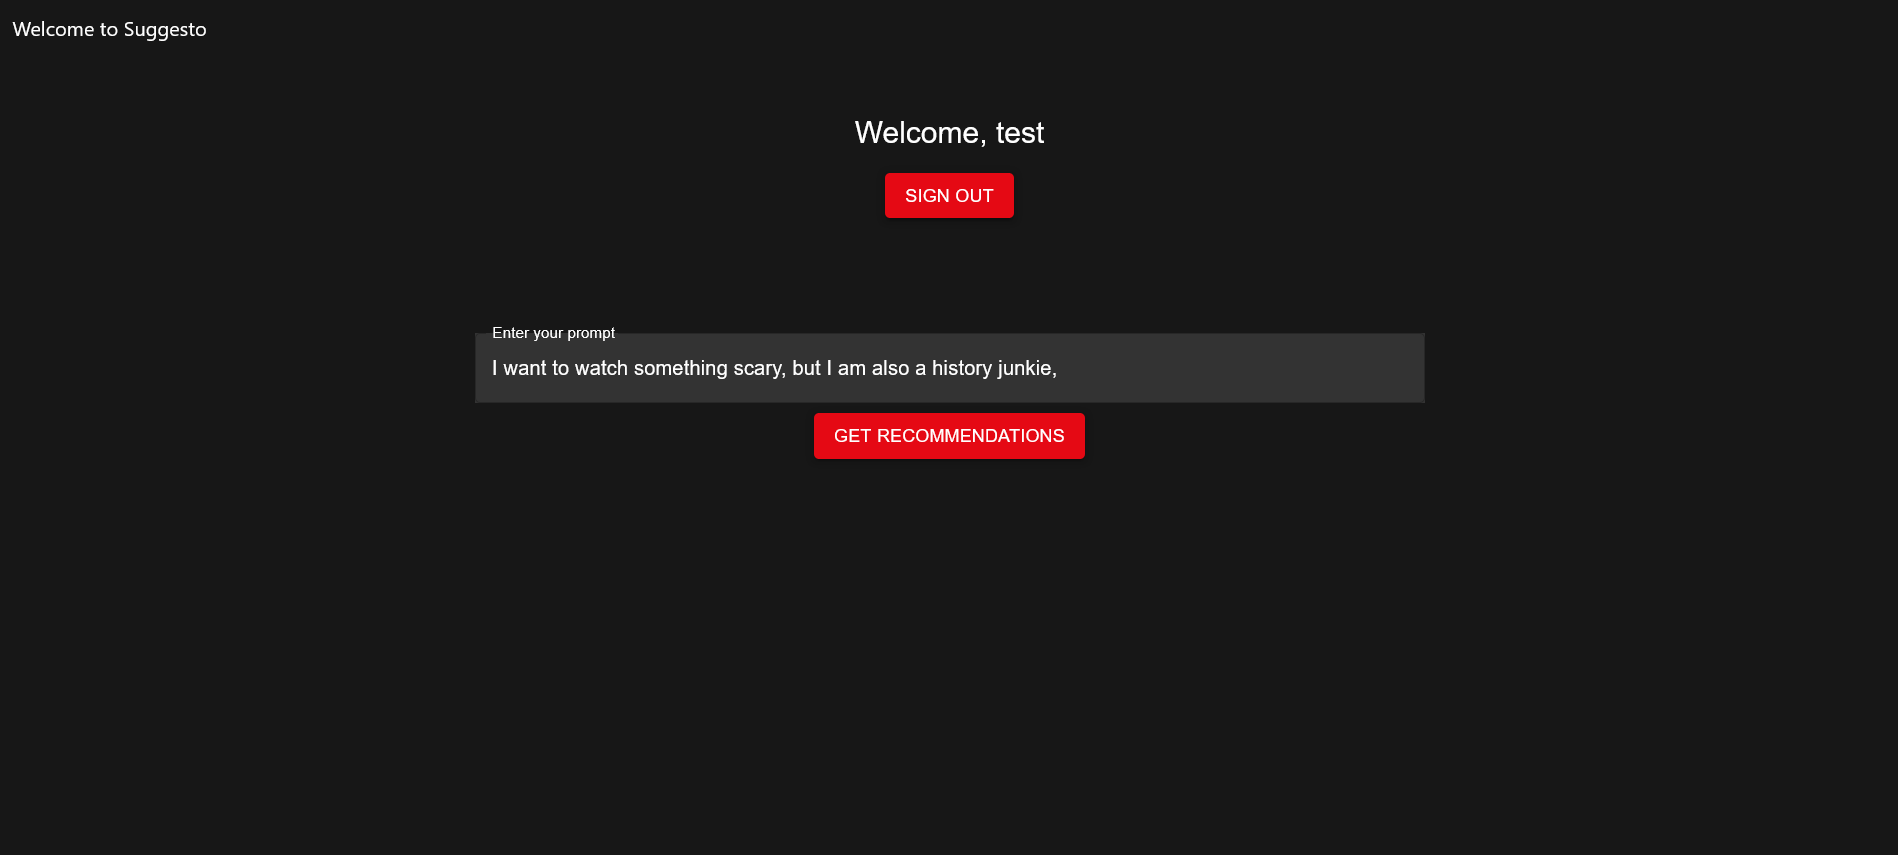 Welcome to Suggesto
Welcome, test
SIGN OUT
Enter your prompt
I want to watch something scary, but I am also a history junkie,
GET RECOMMENDATIONS